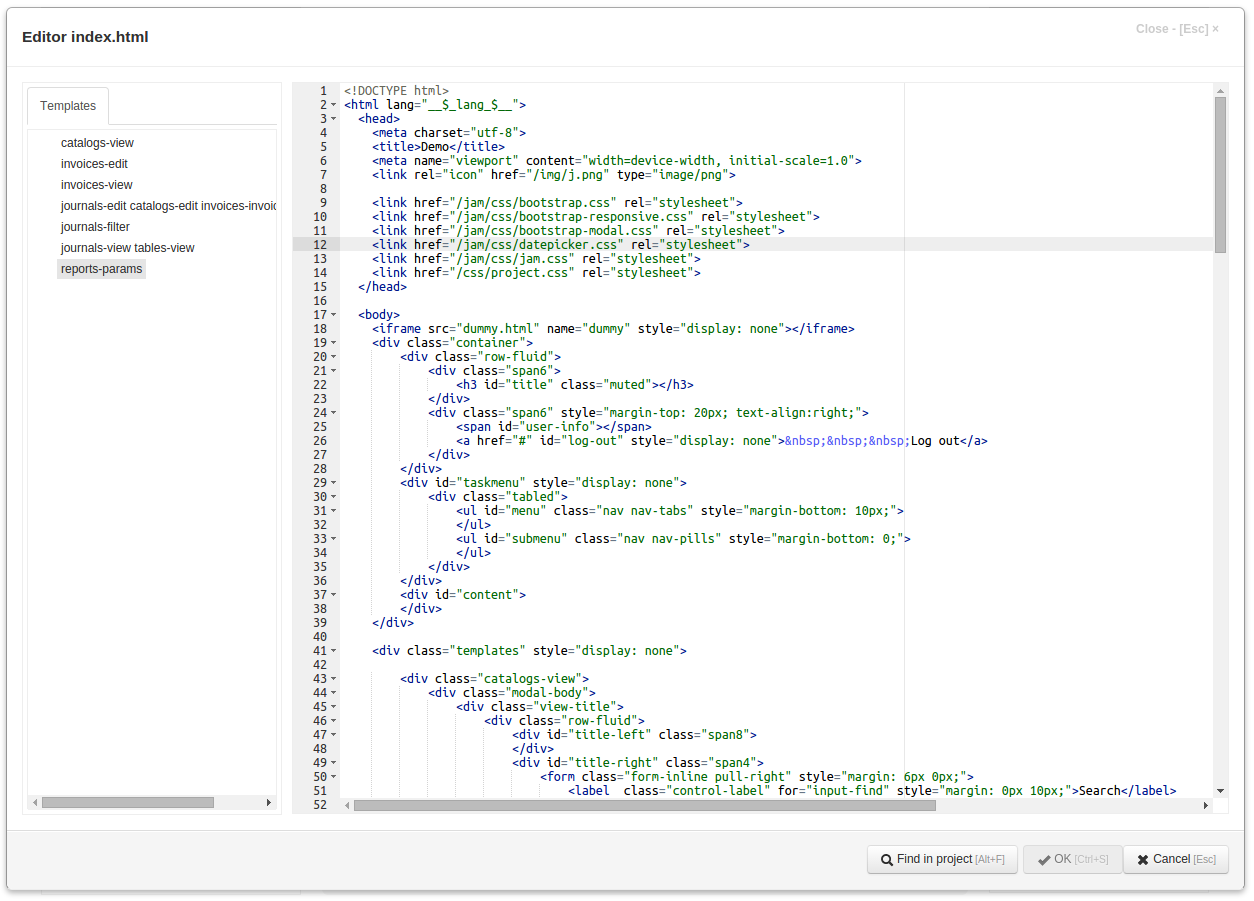 Editor index.html
Close - [Esc] ×
Templates
catalogs-view
invoices-edit
invoices-view
journals-edit catalogs-edit invoices-invoic
journals-filter
journals-view tables-view
reports-params
1 <!DOCTYPE html>
2 <html lang="__$_lang_$__">
3 <head>
4 <meta charset="utf-8">
5 <title>Demo</title>
6 <meta name="viewport" content="width=device-width, initial-scale=1.0">
7 <link rel="icon" href="/img/j.png" type="image/png">
8
9 <link href="/jam/css/bootstrap.css" rel="stylesheet">
10 <link href="/jam/css/bootstrap-responsive.css" rel="stylesheet">
11 <link href="/jam/css/bootstrap-modal.css" rel="stylesheet">
12 <link href="/jam/css/datepicker.css" rel="stylesheet">
13 <link href="/jam/css/jam.css" rel="stylesheet">
14 <link href="/css/project.css" rel="stylesheet">
15 </head>
16
17 <body>
18 <iframe src="dummy.html" name="dummy" style="display: none"></iframe>
19 <div class="container">
20 <div class="row-fluid">
21 <div class="span6">
22 <h3 id="title" class="muted"></h3>
23 </div>
24 <div class="span6" style="margin-top: 20px; text-align:right;">
25 <span id="user-info"></span>
26 <a href="#" id="log-out" style="display: none">&nbsp;&nbsp;&nbsp;Log out</a>
27 </div>
28 </div>
29 <div id="taskmenu" style="display: none">
30 <div class="tabled">
31 <ul id="menu" class="nav nav-tabs" style="margin-bottom: 10px;">
32 </ul>
33 <ul id="submenu" class="nav nav-pills" style="margin-bottom: 0;">
34 </ul>
35 </div>
36 </div>
37 <div id="content">
38 </div>
39 </div>
40
41 <div class="templates" style="display: none">
42
43 <div class="catalogs-view">
44 <div class="modal-body">
45 <div class="view-title">
46 <div class="row-fluid">
47 <div id="title-left" class="span8">
48 </div>
49 <div id="title-right" class="span4">
50 <form class="form-inline pull-right" style="margin: 6px 0px;">
51 <label  class="control-label" for="input-find" style="margin: 0px 10px;">Search</label>
52
Find in project [Alt+F]
OK [Ctrl+S]
Cancel [Esc]